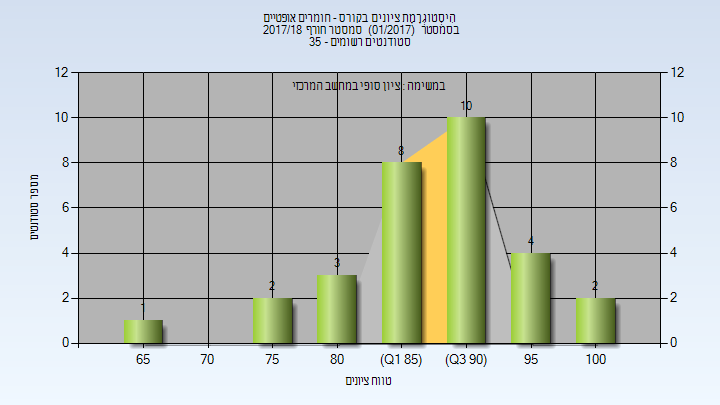 היסטוגרמת ציונים בקורס - חומרים אופטיים
בסמסטר (01/2017) סמסטר חורף 2017/18
סטודנטים רשומים - 35
במשימה : ציון סופי במחשב המרכזי
12 12
10 10
8 8
6 6
4 4
2 2
0 0
1 2 3 8 10 4 2
65 70 75 80 (Q1 85) (Q3 90) 95 100
מספר סטודנטים
טווח ציונים